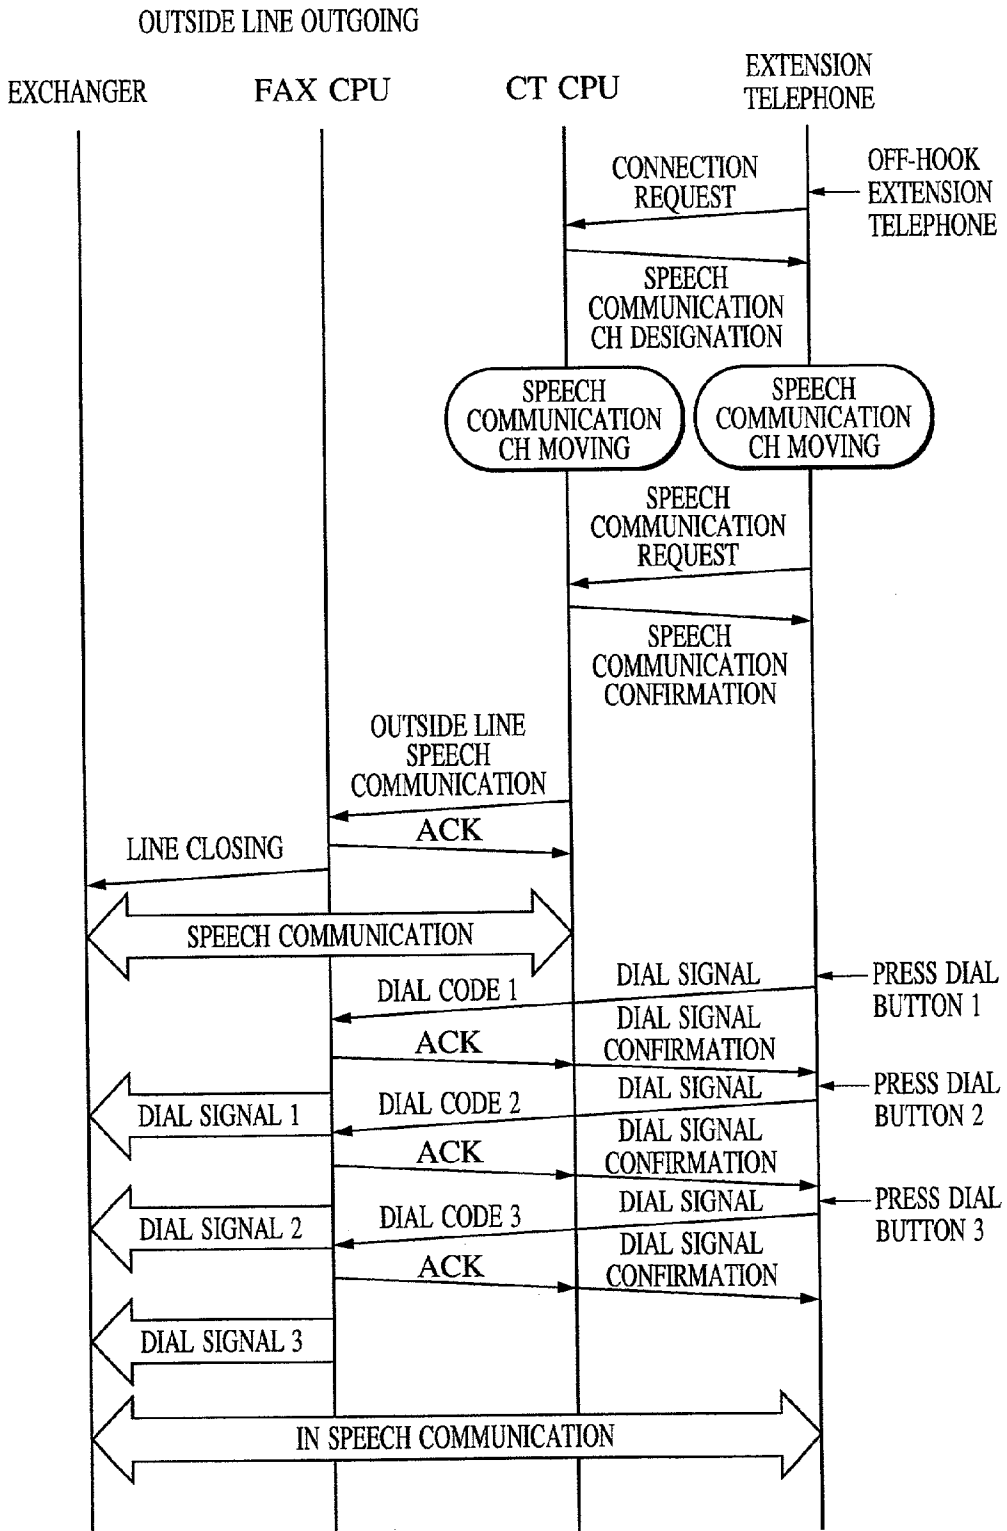 OUTSIDE LINE OUTGOING
EXCHANGER
FAX CPU
CT CPU
EXTENSION
TELEPHONE
CONNECTION
REQUEST
OFF-HOOK
EXTENSION
TELEPHONE
SPEECH
COMMUNICATION
CH DESIGNATION
SPEECH
COMMUNICATION
CH MOVING
SPEECH
COMMUNICATION
CH MOVING
SPEECH
COMMUNICATION
REQUEST
SPEECH
COMMUNICATION
CONFIRMATION
OUTSIDE LINE
SPEECH
COMMUNICATION
ACK
LINE CLOSING
SPEECH COMMUNICATION
DIAL SIGNAL
PRESS DIAL
BUTTON 1
DIAL CODE 1
DIAL SIGNAL
CONFIRMATION
ACK
DIAL SIGNAL
PRESS DIAL
BUTTON 2
DIAL CODE 2
DIAL SIGNAL 1
DIAL SIGNAL
CONFIRMATION
ACK
DIAL SIGNAL
PRESS DIAL
BUTTON 3
DIAL CODE 3
DIAL SIGNAL 2
DIAL SIGNAL
CONFIRMATION
ACK
DIAL SIGNAL 3
IN SPEECH COMMUNICATION